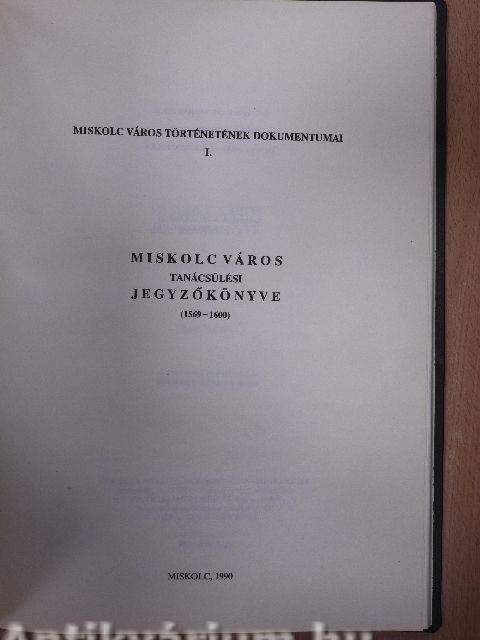 MISKOLC VÁROS TÖRTÉNETÉNEK DOKUMENTUMAI
I.
MISKOLC VÁROS
TANÁCSÜLÉSI
JEGYZŐKÖNYVE
(1569-1600)
MISKOLC, 1990
Antikvárium.hu